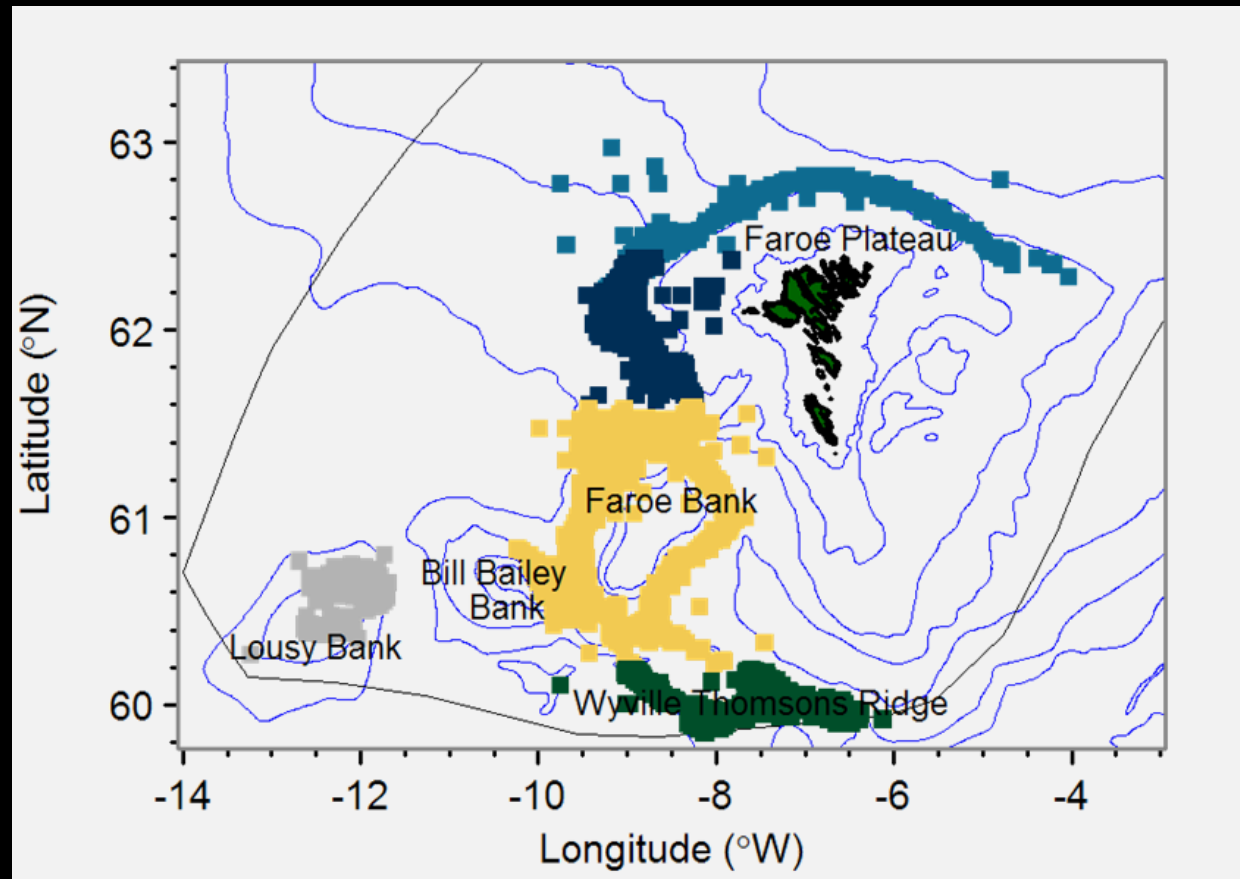 63
62
61
60
Latitude (°N)
Faroe Plateau
Faroe Bank
Bill Bailey
Bank
Lousy Bank
Wyville Thomsons Ridge
-14 -12 -10 -8 -6 -4
Longitude (°W)